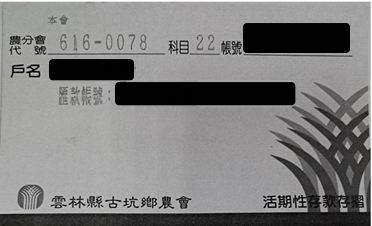 本會
農分會代號 616-0078 科目 22 帳號
戶名
匯款帳號：
雲林縣古坑鄉農會 活期性存款存摺